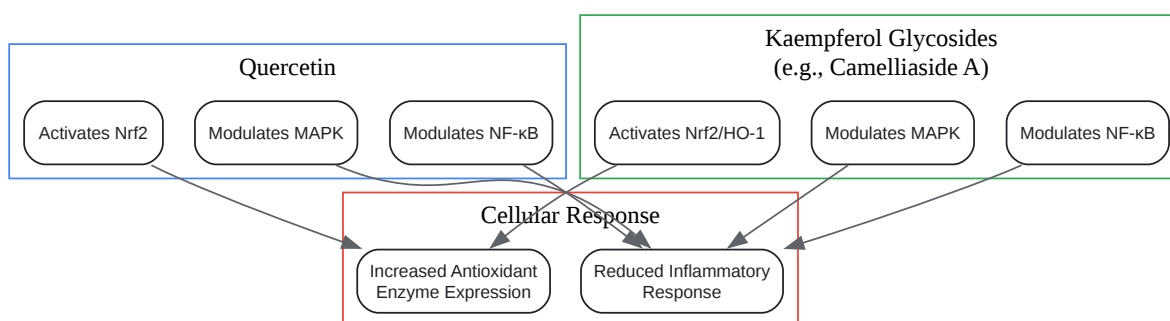 Quercetin
Activates Nrf2
Modulates MAPK
Modulates NF-κB
Kaempferol Glycosides
(e.g., Camelliaside A)
Activates Nrf2/HO-1
Modulates MAPK
Modulates NF-κB
Cellular Response
Increased Antioxidant
Enzyme Expression
Reduced Inflammatory
Response